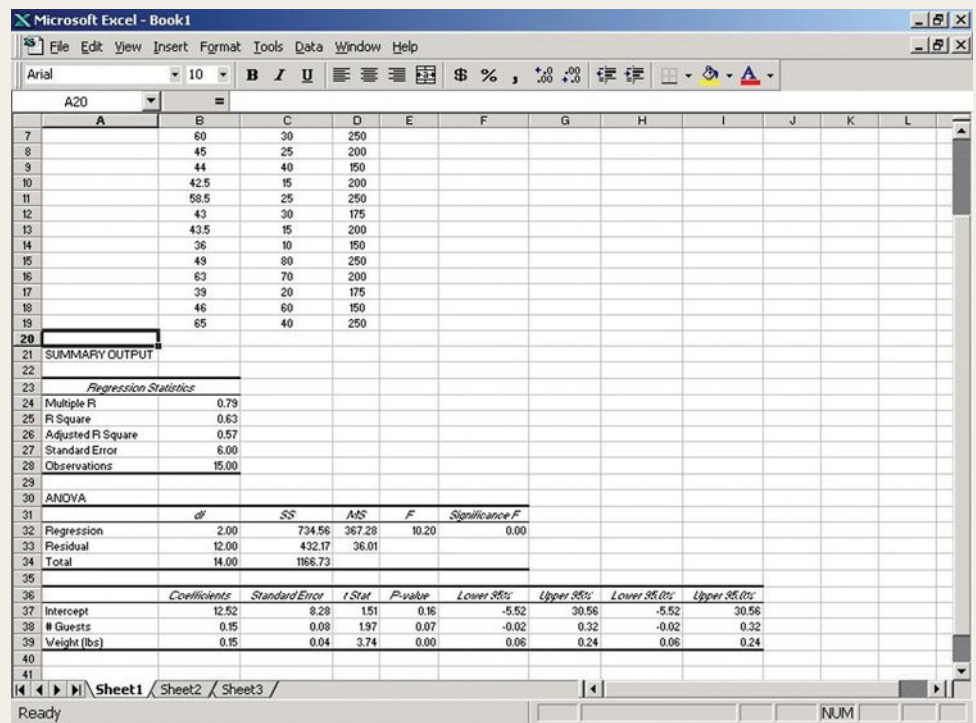 Microsoft Excel - Book1
File Edit View Insert Format Tools Data Window Help
Arial 10 B I U $ % , +.0 .00 .00 +.0 A
A20 =
A B C D E F G H I J K L
7 60 30 250
8 45 25 200
9 44 40 150
10 42.5 15 200
11 58.5 25 250
12 43 30 175
13 43.5 15 200
14 36 10 150
15 49 80 250
16 63 70 200
17 39 20 175
18 46 60 150
19 65 40 250
20
21 SUMMARY OUTPUT
22
23 Regression Statistics
24 Multiple R 0.79
25 R Square 0.63
26 Adjusted R Square 0.57
27 Standard Error 6.00
28 Observations 15.00
29
30 ANOVA
31 df SS MS F Significance F
32 Regression 2.00 734.56 367.28 10.20 0.00
33 Residual 12.00 432.17 36.01
34 Total 14.00 1166.73
35
36 Coefficients Standard Error t Stat P-value Lower 95% Upper 95% Lower 95.0% Upper 95.0%
37 Intercept 12.52 8.28 1.51 0.16 -5.52 30.56 -5.52 30.56
38 # Guests 0.15 0.08 1.97 0.07 -0.02 0.32 -0.02 0.32
39 Weight (lbs) 0.15 0.04 3.74 0.00 0.06 0.24 0.06 0.24
40
41
Sheet1 / Sheet2 / Sheet3 /
Ready NUM